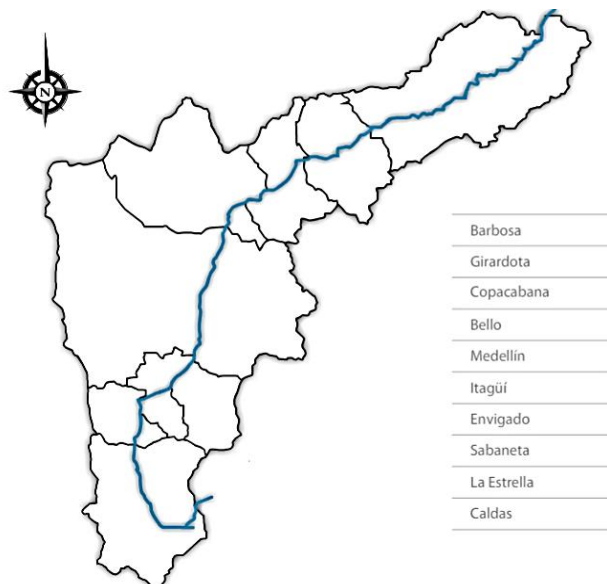 N
Barbosa
Girardota
Copacabana
Bello
Medellín
Itagüí
Envigado
Sabaneta
La Estrella
Caldas